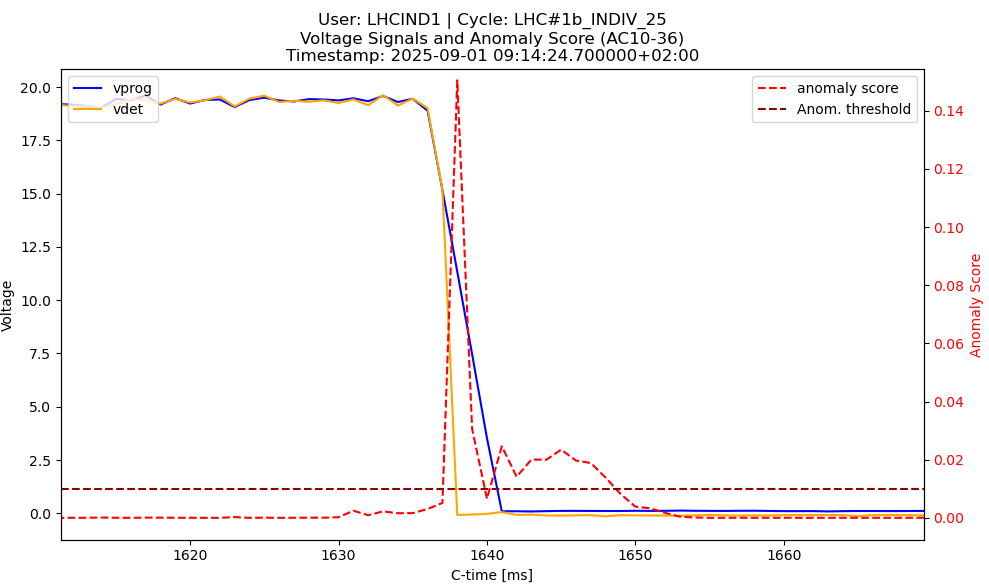 User: LHCIND1 | Cycle: LHC#1b_INDIV_25
Voltage Signals and Anomaly Score (AC10-36)
Timestamp: 2025-09-01 09:14:24.700000+02:00
vprog
vdet
anomaly score
Anom. threshold
20.0
17.5
15.0
12.5
10.0
7.5
5.0
2.5
0.0
Voltage
0.14
0.12
0.10
0.08
0.06
0.04
0.02
0.00
Anomaly Score
1620
1630
1640
1650
1660
C-time [ms]